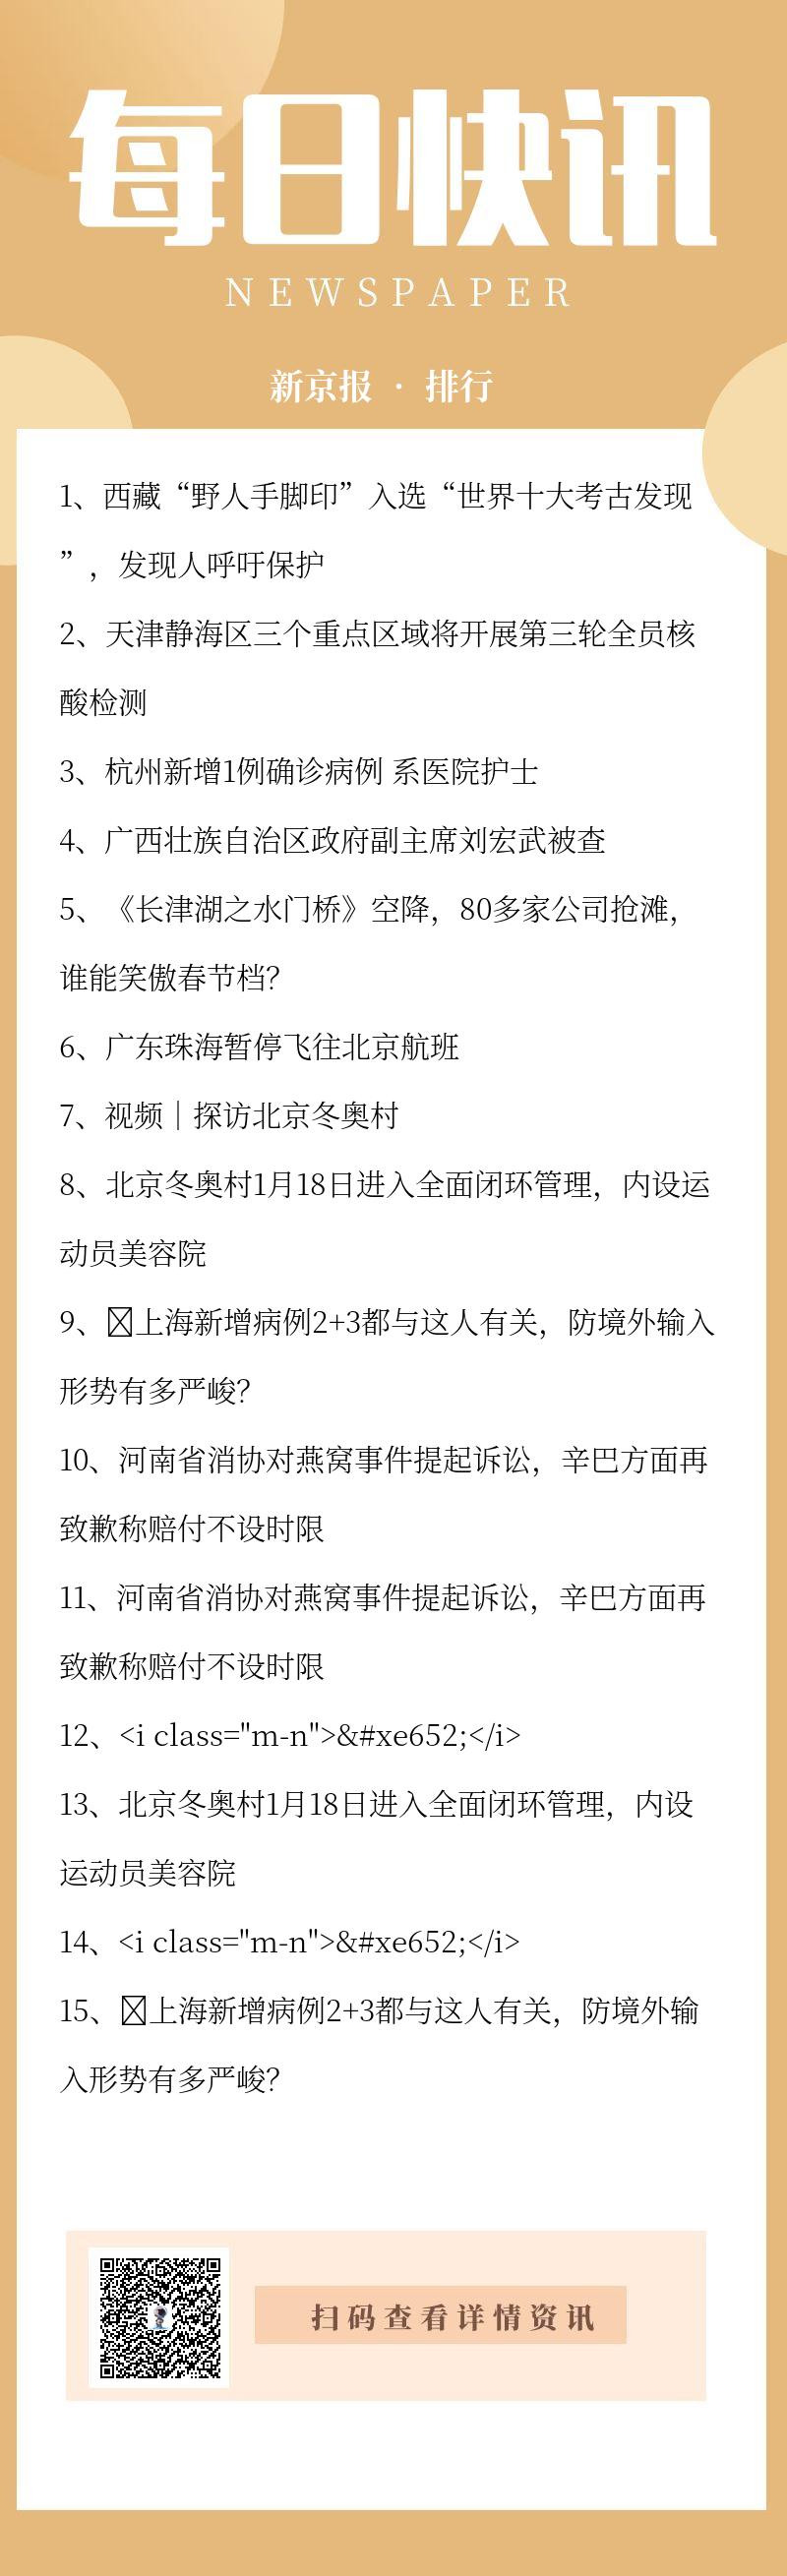 每日快讯
NEWSPAPER
新京报 · 排行
1、西藏“野人手脚印”入选“世界十大考古发现
”，发现人呼吁保护
2、天津静海区三个重点区域将开展第三轮全员核
酸检测
3、杭州新增1例确诊病例 系医院护士
4、广西壮族自治区政府副主席刘宏武被查
5、《长津湖之水门桥》空降，80多家公司抢滩，
谁能笑傲春节档？
6、广东珠海暂停飞往北京航班
7、视频｜探访北京冬奥村
8、北京冬奥村1月18日进入全面闭环管理，内设运
动员美容院
9、上海新增病例2+3都与这人有关，防境外输入
形势有多严峻？
10、河南省消协对燕窝事件提起诉讼，辛巴方面再
致歉称赔付不设时限
11、河南省消协对燕窝事件提起诉讼，辛巴方面再
致歉称赔付不设时限
12、<i class="m-n">&#xe652;</i>
13、北京冬奥村1月18日进入全面闭环管理，内设
运动员美容院
14、<i class="m-n">&#xe652;</i>
15、上海新增病例2+3都与这人有关，防境外输
入形势有多严峻？
扫码查看详情资讯